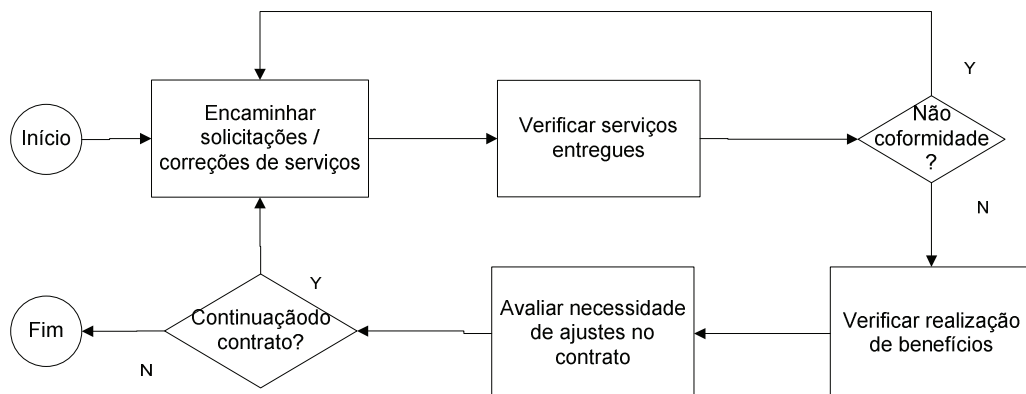 Início
Encaminhar
solicitações /
correções de serviços
Verificar serviços
entregues
Y
Não
coformidade
?
N
Verificar realização
de benefícios
Avaliar necessidade
de ajustes no
contrato
Y
Continuaçãodo
contrato?
N
Fim